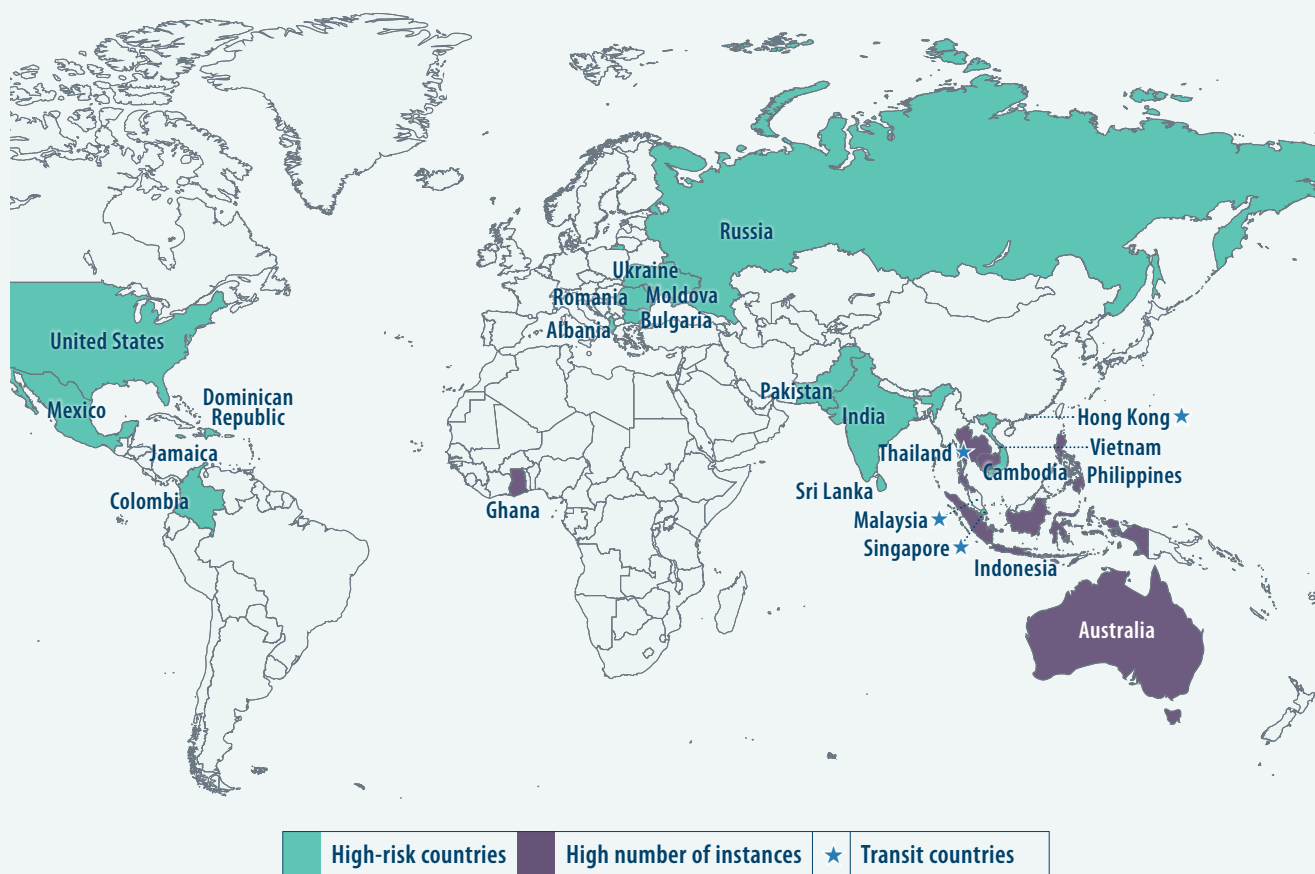 Russia
Ukraine
Romania
Moldova
Albania
Bulgaria
United States
Mexico
Dominican
Republic
Jamaica
Colombia
Ghana
Pakistan
India
Hong Kong
Thailand
Vietnam
Cambodia
Philippines
Sri Lanka
Malaysia
Singapore
Indonesia
Australia
High-risk countries
High number of instances
Transit countries